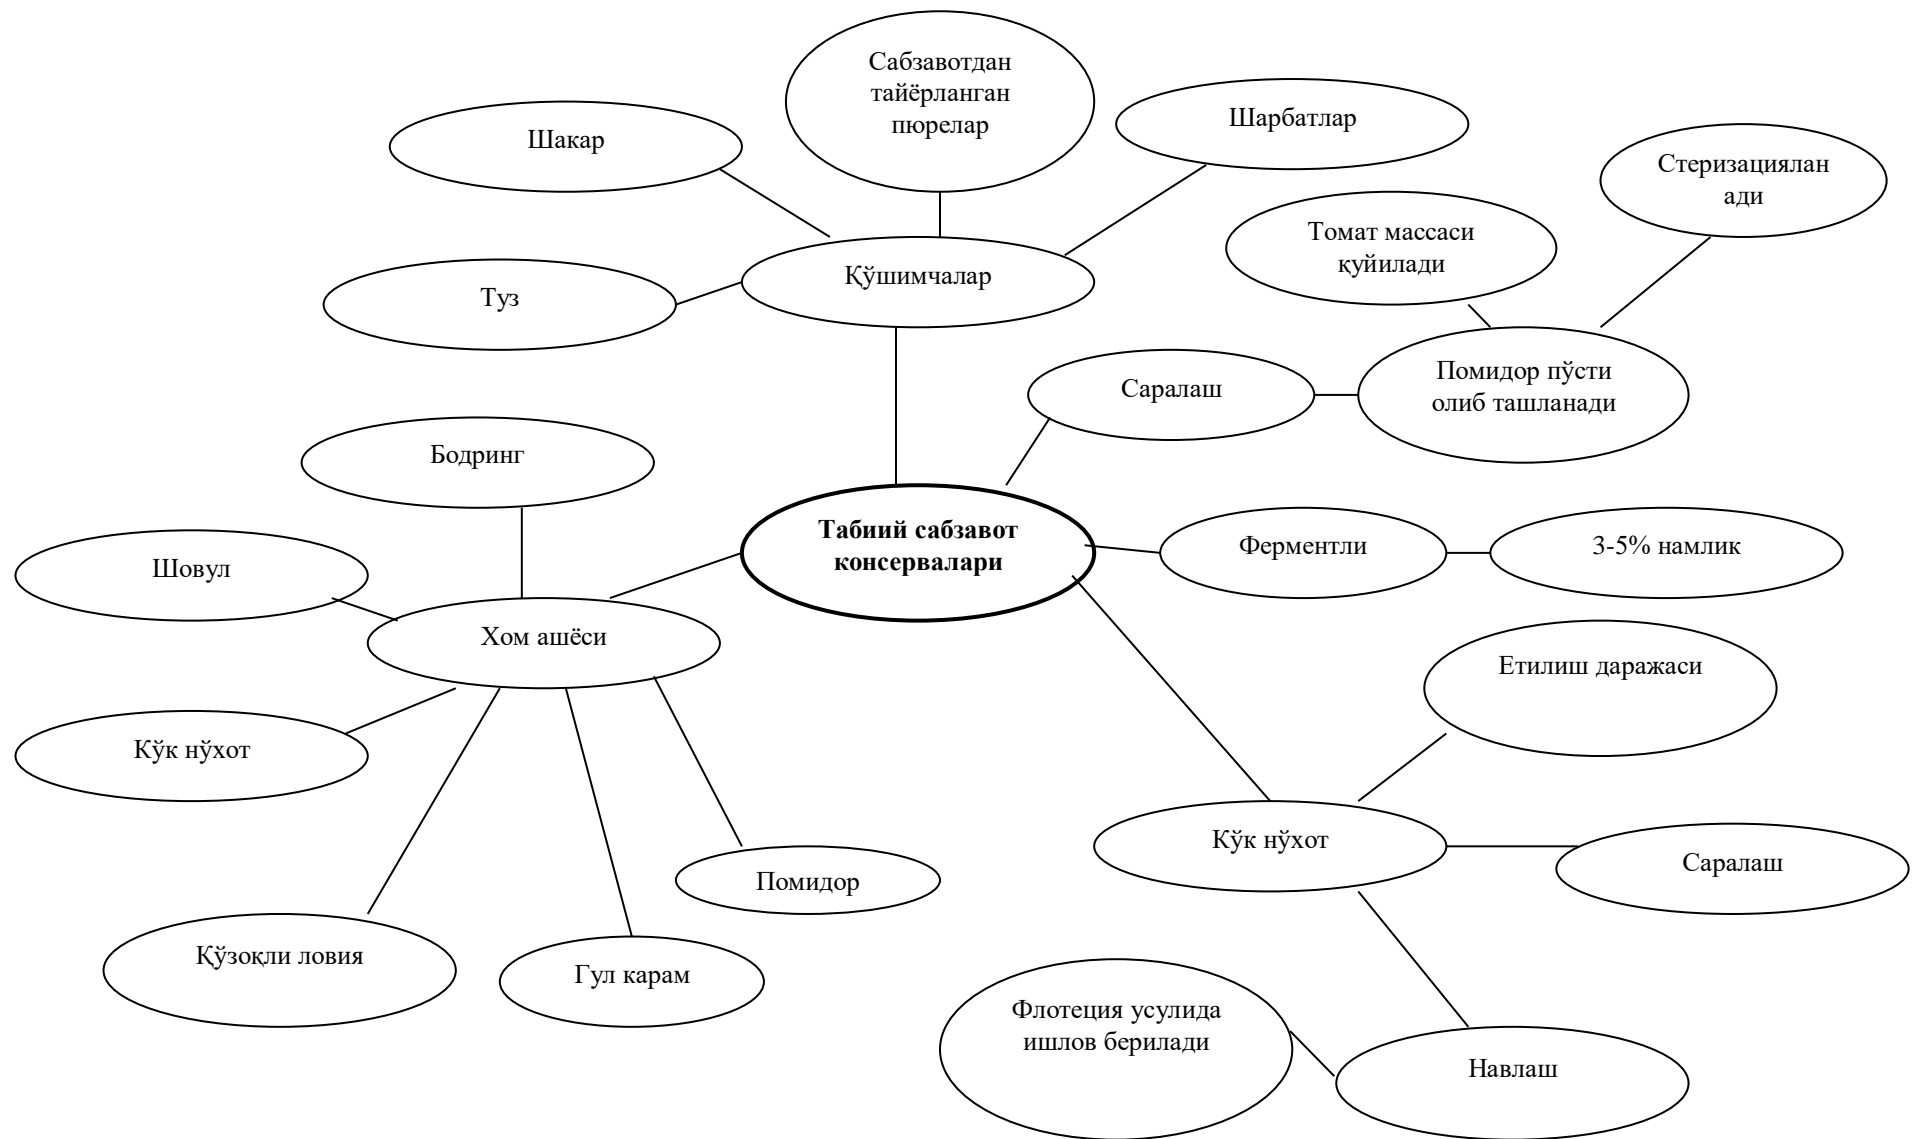 Сабзавотдан
тайёрланган
пюрелар
Шарбатлар
Шакар
Стеризациялан
ади
Томат массаси
қуйилади
Қўшимчалар
Туз
Помидор пўсти
олиб ташланади
Саралаш
Бодринг
Табиий сабзавот
консервалари
Ферментли
3-5% намлик
Шовул
Хом ашёси
Етилиш даражаси
Кўк нўхот
Кўк нўхот
Саралаш
Помидор
Қўзоқли ловия
Гул карам
Флотеция усулида
ишлов берилади
Навлаш